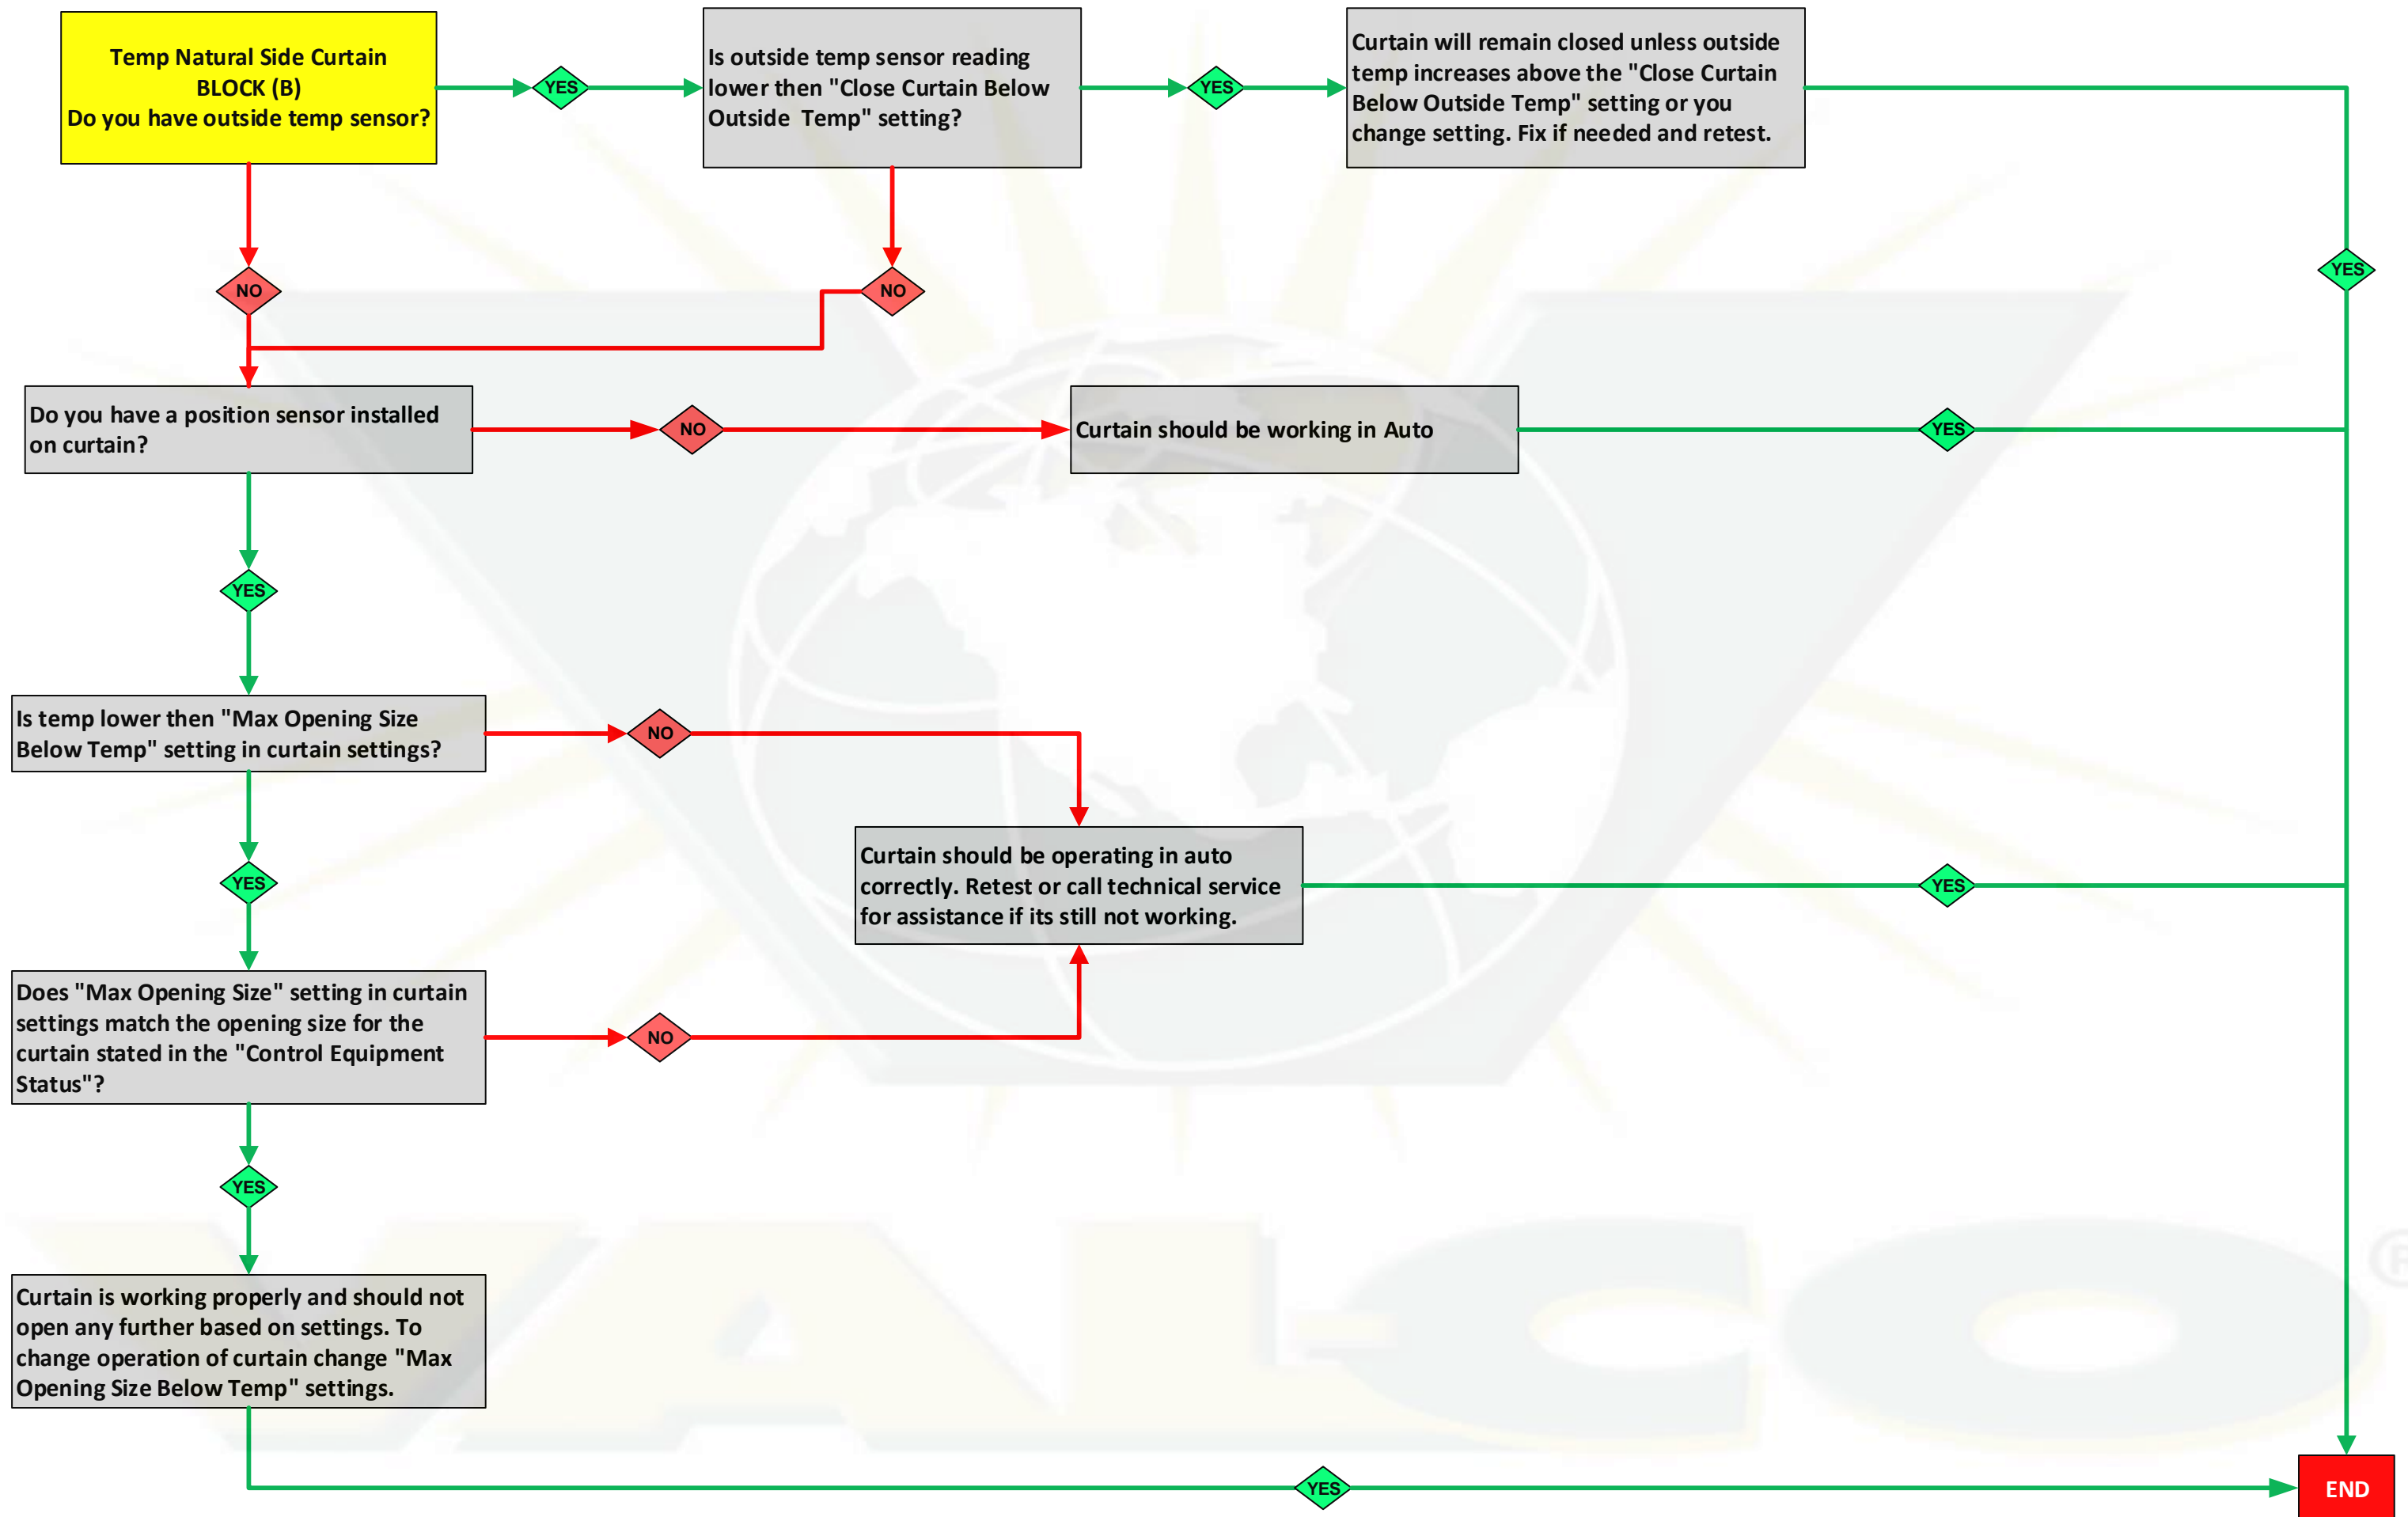 Temp Natural Side Curtain
BLOCK (B)
Do you have outside temp sensor?
YES
Is outside temp sensor reading
lower then "Close Curtain Below
Outside  Temp" setting?
YES
Curtain will remain closed unless outside
temp increases above the "Close Curtain
Below Outside Temp" setting or you
change setting. Fix if needed and retest.
YES
NO
NO
Do you have a position sensor installed
on curtain?
NO
Curtain should be working in Auto
YES
YES
Is temp lower then "Max Opening Size
Below Temp" setting in curtain settings?
NO
YES
Curtain should be operating in auto
correctly. Retest or call technical service
for assistance if its still not working.
YES
Does "Max Opening Size" setting in curtain
settings match the opening size for the
curtain stated in the "Control Equipment
Status"?
NO
YES
Curtain is working properly and should not
open any further based on settings. To
change operation of curtain change "Max
Opening Size Below Temp" settings.
YES
END
VAL-CO®